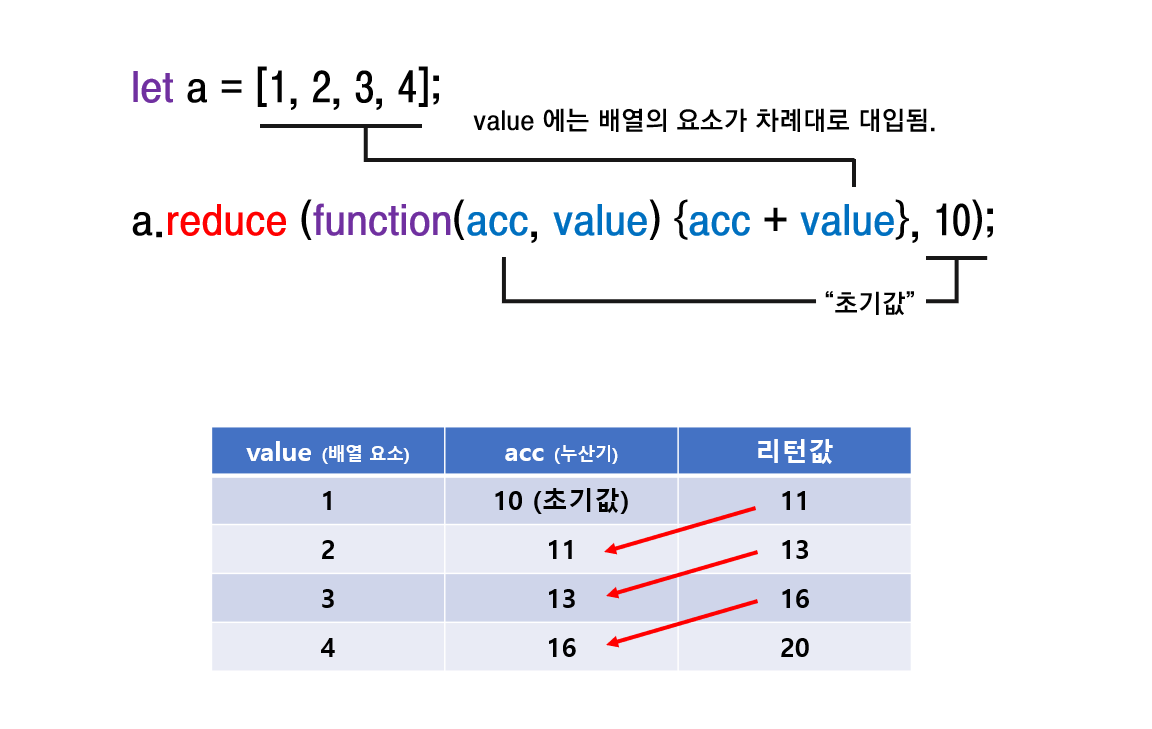 let a = [1, 2, 3, 4];
value 에는 배열의 요소가 차례대로 대입됨.
a.reduce (function(acc, value) {acc + value}, 10);
“초기값”
value (배열 요소) acc (누산기) 리턴값
1 10 (초기값) 11
2 11 13
3 13 16
4 16 20